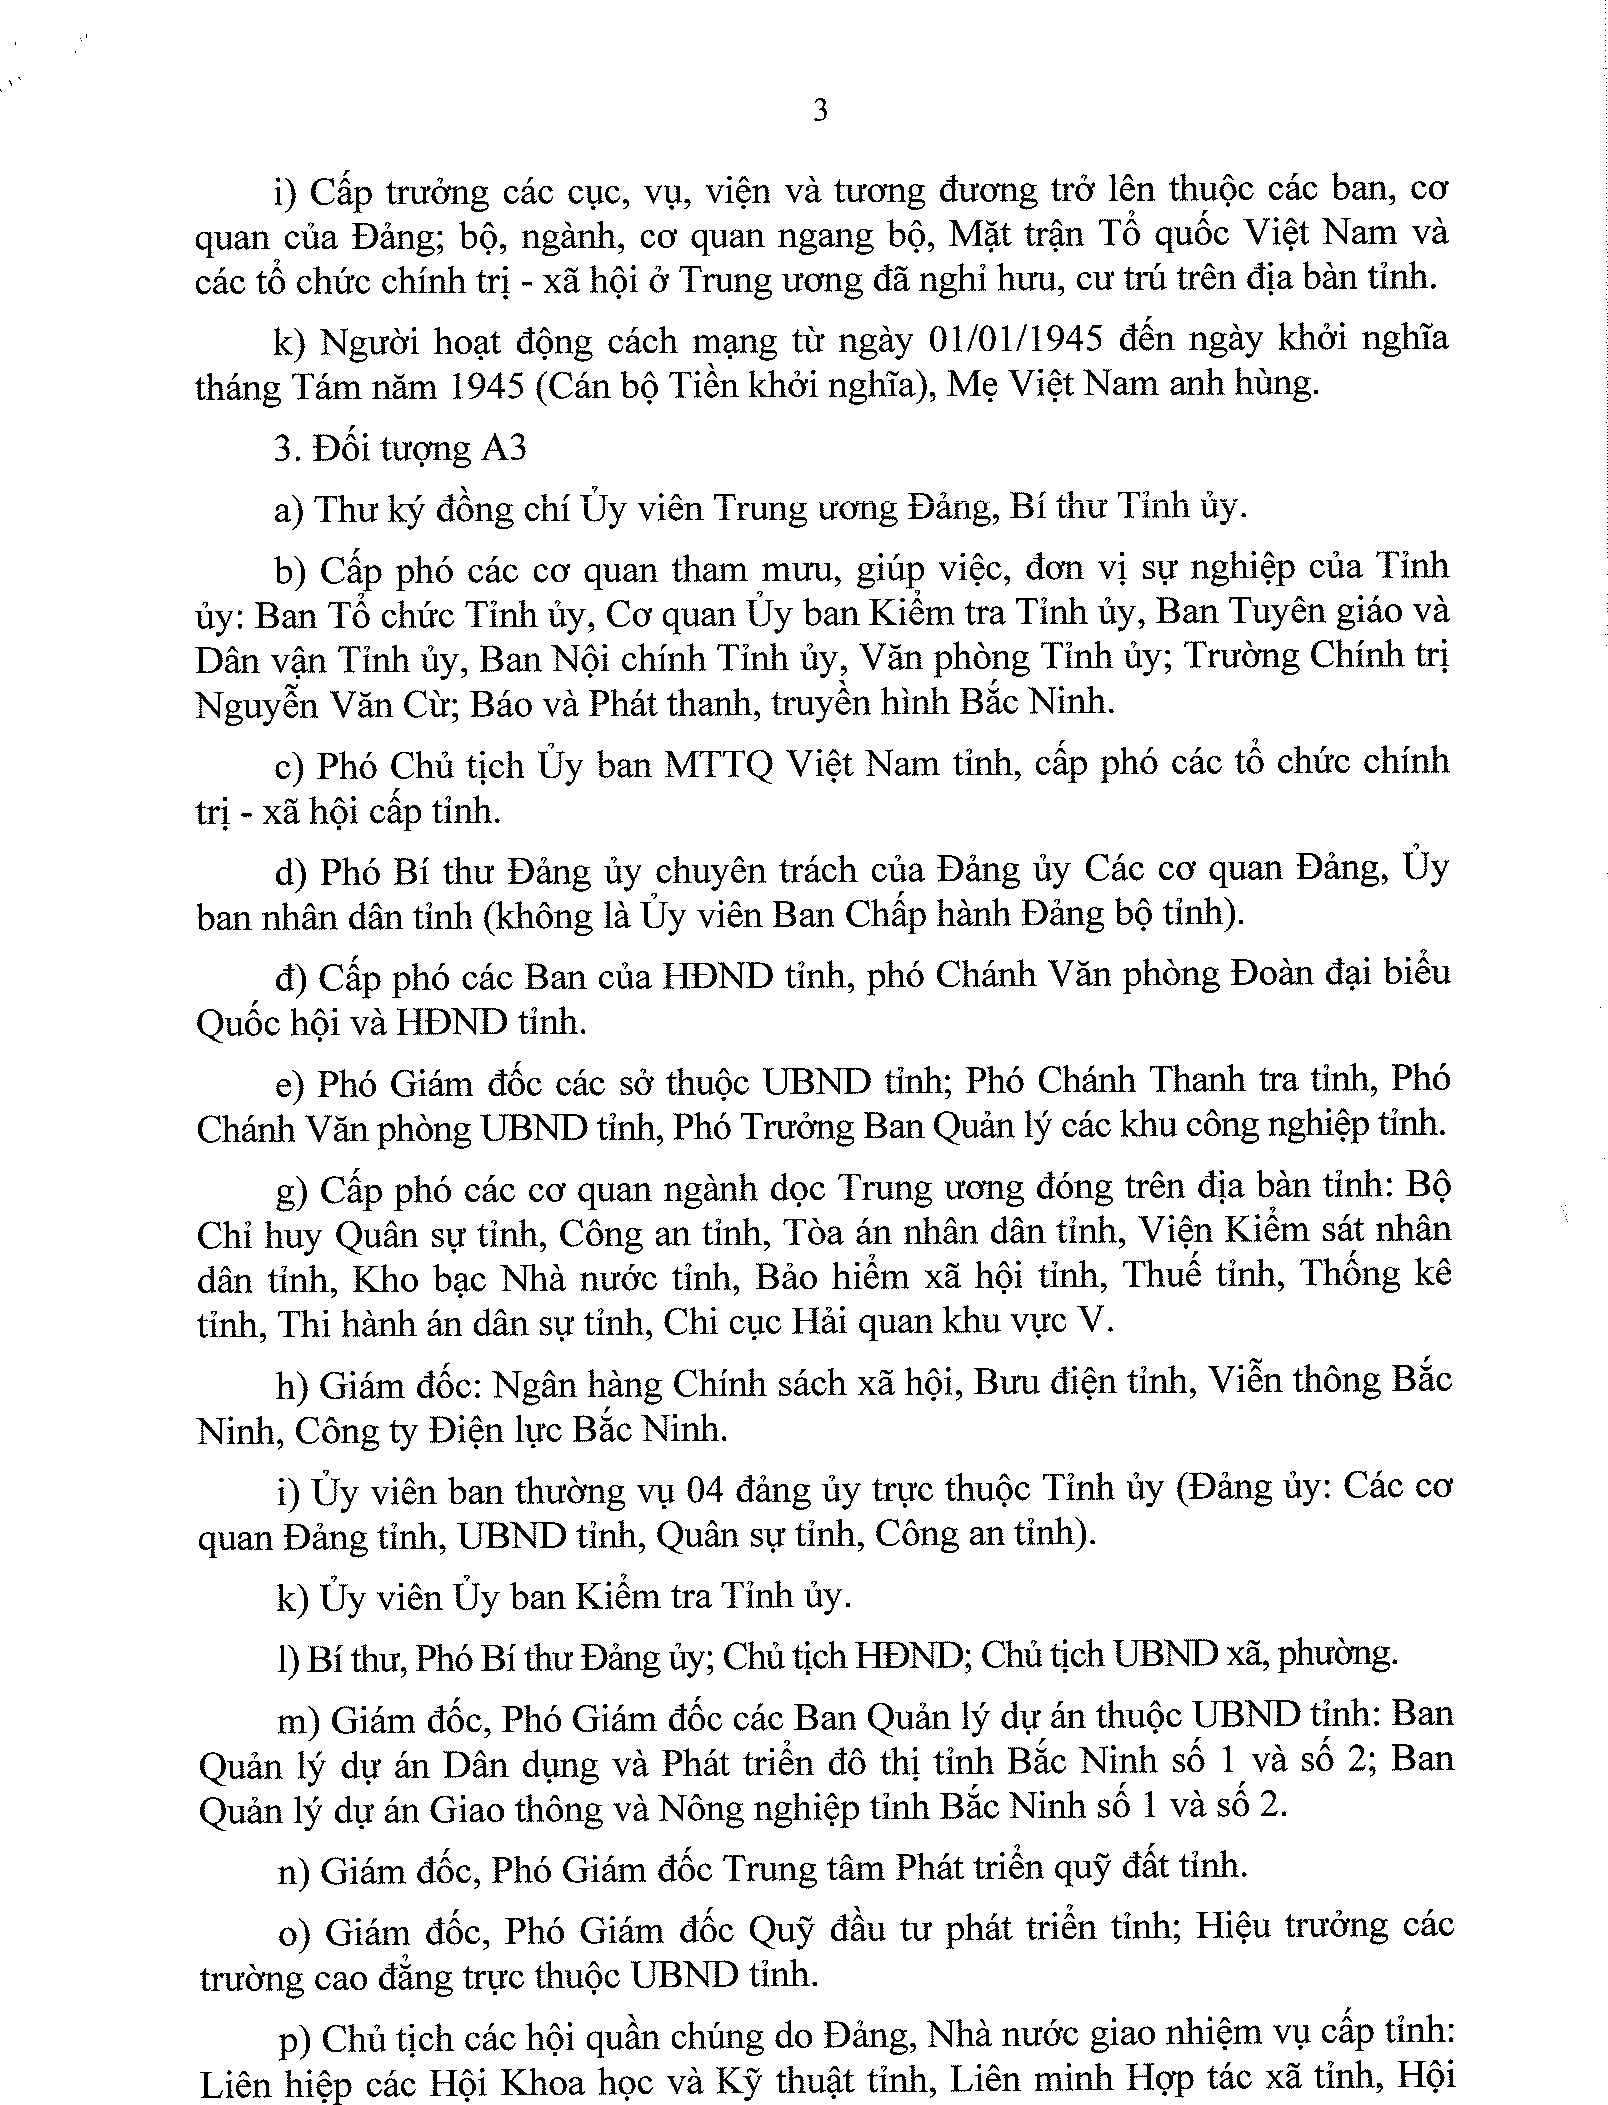 3
i) Cấp trưởng các cục, vụ, viện và tương đương trở lên thuộc các ban, cơ
quan của Đảng; bộ, ngành, cơ quan ngang bộ, Mặt trận Tổ quốc Việt Nam và
các tổ chức chính trị - xã hội ở Trung ương đã nghỉ hưu, cư trú trên địa bàn tỉnh.
k) Người hoạt động cách mạng từ ngày 01/01/1945 đến ngày khởi nghĩa
tháng Tám năm 1945 (Cán bộ Tiền khởi nghĩa), Mẹ Việt Nam anh hùng.
3. Đối tượng A3
a) Thư ký đồng chí Ủy viên Trung ương Đảng, Bí thư Tỉnh ủy.
b) Cấp phó các cơ quan tham mưu, giúp việc, đơn vị sự nghiệp của Tỉnh
ủy: Ban Tổ chức Tỉnh ủy, Cơ quan Ủy ban Kiểm tra Tỉnh ủy, Ban Tuyên giáo và
Dân vận Tỉnh ủy, Ban Nội chính Tỉnh ủy, Văn phòng Tỉnh ủy; Trường Chính trị
Nguyễn Văn Cừ; Báo và Phát thanh, truyền hình Bắc Ninh.
c) Phó Chủ tịch Ủy ban MTTQ Việt Nam tỉnh, cấp phó các tổ chức chính
trị - xã hội cấp tỉnh.
d) Phó Bí thư Đảng ủy chuyên trách của Đảng ủy Các cơ quan Đảng, Ủy
ban nhân dân tỉnh (không là Ủy viên Ban Chấp hành Đảng bộ tỉnh).
đ) Cấp phó các Ban của HĐND tỉnh, phó Chánh Văn phòng Đoàn đại biểu
Quốc hội và HĐND tỉnh.
e) Phó Giám đốc các sở thuộc UBND tỉnh; Phó Chánh Thanh tra tỉnh, Phó
Chánh Văn phòng UBND tỉnh, Phó Trưởng Ban Quản lý các khu công nghiệp tỉnh.
g) Cấp phó các cơ quan ngành dọc Trung ương đóng trên địa bàn tỉnh: Bộ
Chỉ huy Quân sự tỉnh, Công an tỉnh, Tòa án nhân dân tỉnh, Viện Kiểm sát nhân
dân tỉnh, Kho bạc Nhà nước tỉnh, Bảo hiểm xã hội tỉnh, Thuế tỉnh, Thống kê
tỉnh, Thi hành án dân sự tỉnh, Chi cục Hải quan khu vực V.
h) Giám đốc: Ngân hàng Chính sách xã hội, Bưu điện tỉnh, Viễn thông Bắc
Ninh, Công ty Điện lực Bắc Ninh.
i) Ủy viên ban thường vụ 04 đảng ủy trực thuộc Tỉnh ủy (Đảng ủy: Các cơ
quan Đảng tỉnh, UBND tỉnh, Quân sự tỉnh, Công an tỉnh).
k) Ủy viên Ủy ban Kiểm tra Tỉnh ủy.
l) Bí thư, Phó Bí thư Đảng ủy; Chủ tịch HĐND; Chủ tịch UBND xã, phường.
m) Giám đốc, Phó Giám đốc các Ban Quản lý dự án thuộc UBND tỉnh: Ban
Quản lý dự án Dân dụng và Phát triển đô thị tỉnh Bắc Ninh số 1 và số 2; Ban
Quản lý dự án Giao thông và Nông nghiệp tỉnh Bắc Ninh số 1 và số 2.
n) Giám đốc, Phó Giám đốc Trung tâm Phát triển quỹ đất tỉnh.
o) Giám đốc, Phó Giám đốc Quỹ đầu tư phát triển tỉnh; Hiệu trưởng các
trường cao đẳng trực thuộc UBND tỉnh.
p) Chủ tịch các hội quần chúng do Đảng, Nhà nước giao nhiệm vụ cấp tỉnh:
Liên hiệp các Hội Khoa học và Kỹ thuật tỉnh, Liên minh Hợp tác xã tỉnh, Hội